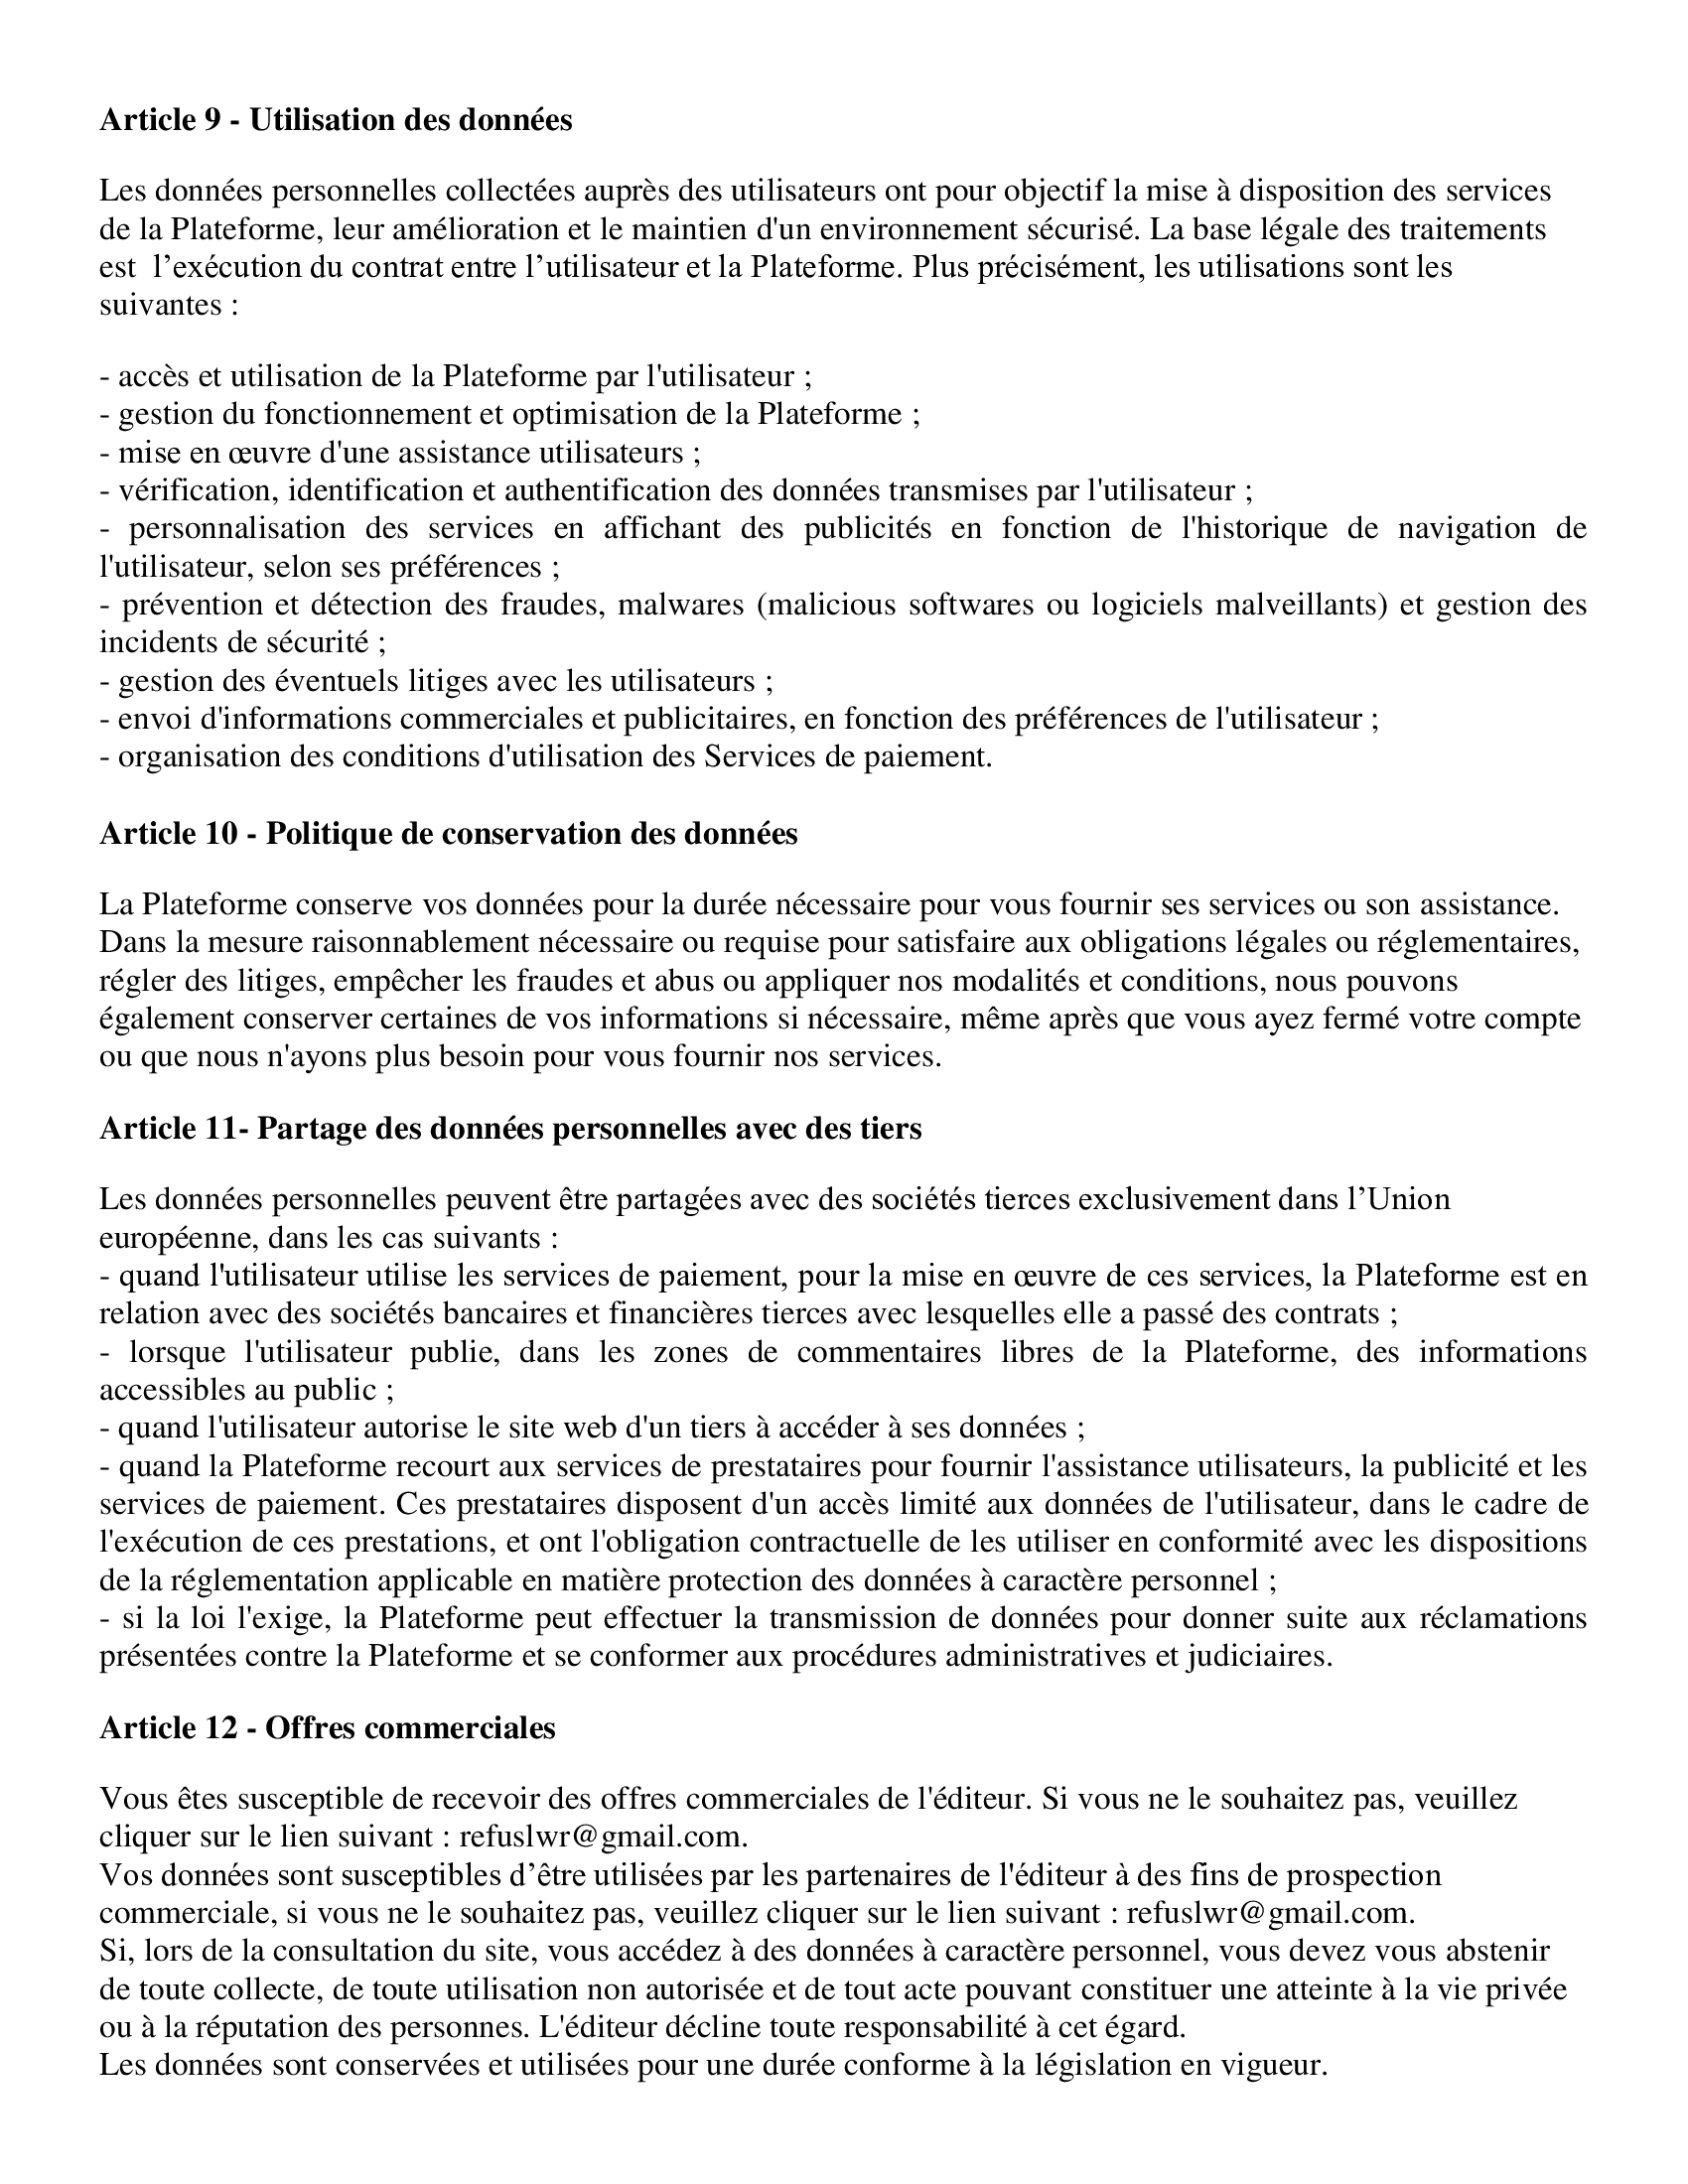 Article 9 - Utilisation des données
Les données personnelles collectées auprès des utilisateurs ont pour objectif la mise à disposition des services
de la Plateforme, leur amélioration et le maintien d'un environnement sécurisé. La base légale des traitements
est  l’exécution du contrat entre l’utilisateur et la Plateforme. Plus précisément, les utilisations sont les
suivantes :
- accès et utilisation de la Plateforme par l'utilisateur ;
- gestion du fonctionnement et optimisation de la Plateforme ;
- mise en œuvre d'une assistance utilisateurs ;
- vérification, identification et authentification des données transmises par l'utilisateur ;
- personnalisation des services en affichant des publicités en fonction de l'historique de navigation de
l'utilisateur, selon ses préférences ;
- prévention et détection des fraudes, malwares (malicious softwares ou logiciels malveillants) et gestion des
incidents de sécurité ;
- gestion des éventuels litiges avec les utilisateurs ;
- envoi d'informations commerciales et publicitaires, en fonction des préférences de l'utilisateur ;
- organisation des conditions d'utilisation des Services de paiement.
Article 10 - Politique de conservation des données
La Plateforme conserve vos données pour la durée nécessaire pour vous fournir ses services ou son assistance.
Dans la mesure raisonnablement nécessaire ou requise pour satisfaire aux obligations légales ou réglementaires,
régler des litiges, empêcher les fraudes et abus ou appliquer nos modalités et conditions, nous pouvons
également conserver certaines de vos informations si nécessaire, même après que vous ayez fermé votre compte
ou que nous n'ayons plus besoin pour vous fournir nos services.
Article 11- Partage des données personnelles avec des tiers
Les données personnelles peuvent être partagées avec des sociétés tierces exclusivement dans l’Union
européenne, dans les cas suivants :
- quand l'utilisateur utilise les services de paiement, pour la mise en œuvre de ces services, la Plateforme est en
relation avec des sociétés bancaires et financières tierces avec lesquelles elle a passé des contrats ;
- lorsque l'utilisateur publie, dans les zones de commentaires libres de la Plateforme, des informations
accessibles au public ;
- quand l'utilisateur autorise le site web d'un tiers à accéder à ses données ;
- quand la Plateforme recourt aux services de prestataires pour fournir l'assistance utilisateurs, la publicité et les
services de paiement. Ces prestataires disposent d'un accès limité aux données de l'utilisateur, dans le cadre de
l'exécution de ces prestations, et ont l'obligation contractuelle de les utiliser en conformité avec les dispositions
de la réglementation applicable en matière protection des données à caractère personnel ;
- si la loi l'exige, la Plateforme peut effectuer la transmission de données pour donner suite aux réclamations
présentées contre la Plateforme et se conformer aux procédures administratives et judiciaires.
Article 12 - Offres commerciales
Vous êtes susceptible de recevoir des offres commerciales de l'éditeur. Si vous ne le souhaitez pas, veuillez
cliquer sur le lien suivant : refuslwr@gmail.com.
Vos données sont susceptibles d’être utilisées par les partenaires de l'éditeur à des fins de prospection
commerciale, si vous ne le souhaitez pas, veuillez cliquer sur le lien suivant : refuslwr@gmail.com.
Si, lors de la consultation du site, vous accédez à des données à caractère personnel, vous devez vous abstenir
de toute collecte, de toute utilisation non autorisée et de tout acte pouvant constituer une atteinte à la vie privée
ou à la réputation des personnes. L'éditeur décline toute responsabilité à cet égard.
Les données sont conservées et utilisées pour une durée conforme à la législation en vigueur.